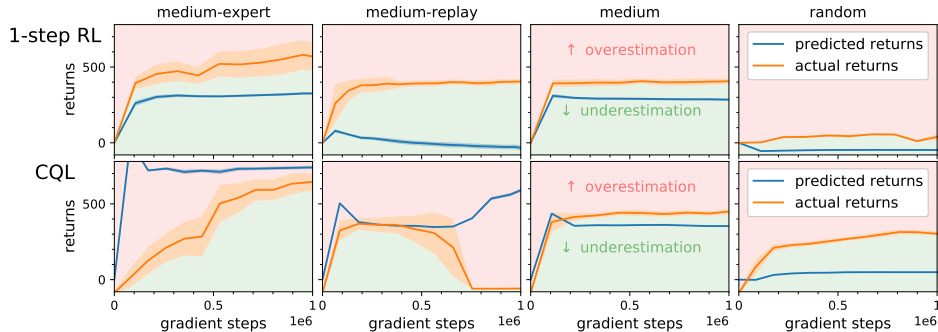 medium-expert medium-replay medium random
1-step RL
returns
500
0
↑ overestimation
↓ underestimation
predicted returns
actual returns
CQL
returns
500
0
↑ overestimation
↓ underestimation
predicted returns
actual returns
0 0.5 1 0 0.5 1 0 0.5 1 0 0.5 1
1e6 1e6 1e6 1e6
gradient steps gradient steps gradient steps gradient steps